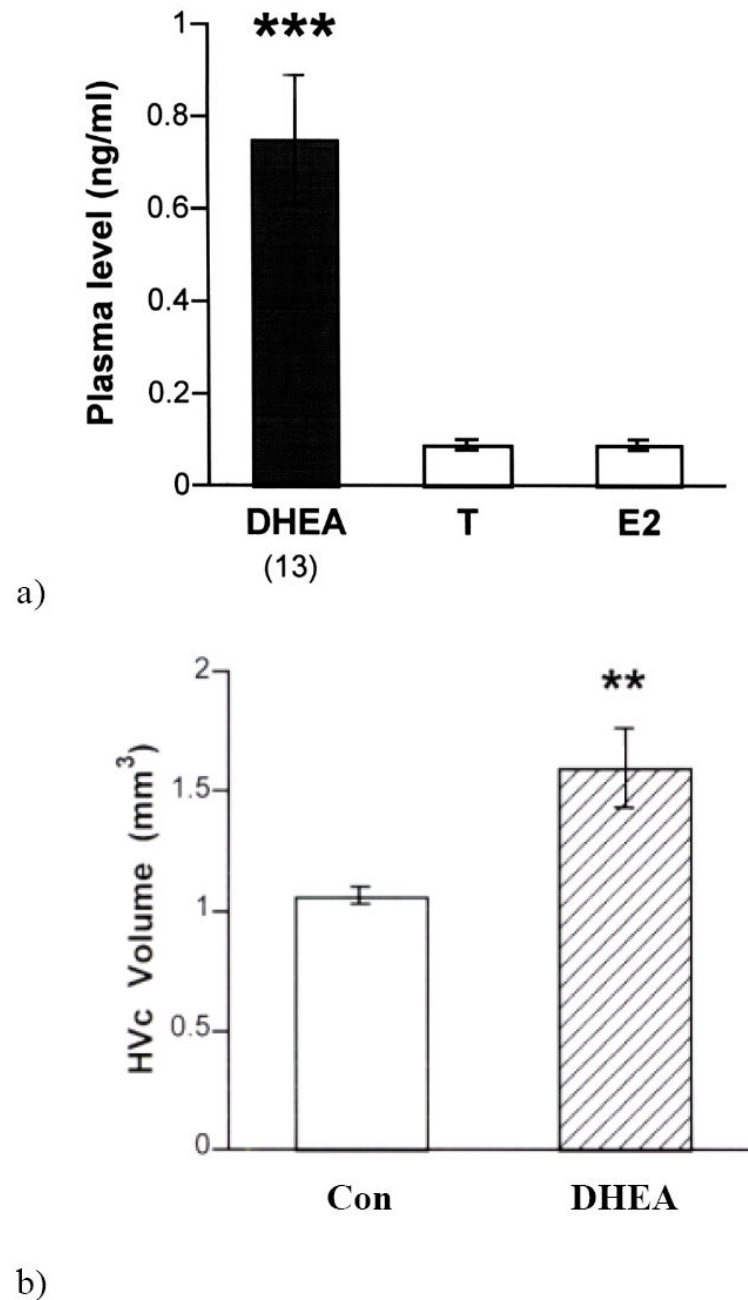 ***
1
0.8
0.6
0.4
0.2
0
Plasma level (ng/ml)
DHEA T E2
(13)
a)
**
2
1.5
1
0.5
0
HVc Volume (mm³)
Con DHEA
b)